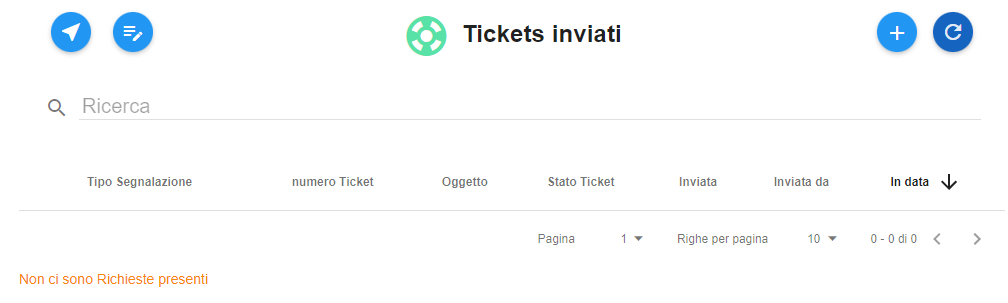 Tickets inviati
Ricerca
Tipo Segnalazione numero Ticket Oggetto Stato Ticket Inviata Inviata da In data
Pagina 1 Righe per pagina 10 0 - 0 di 0
Non ci sono Richieste presenti